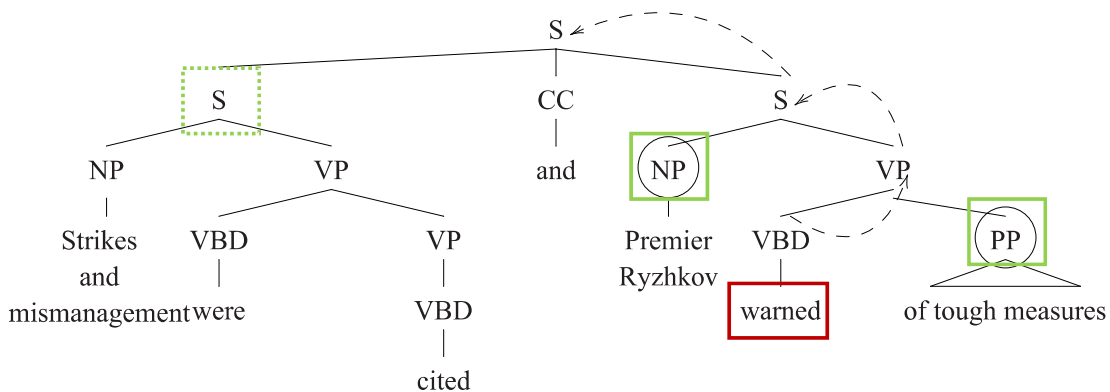 S
S CC S
NP VP and NP VP
Strikes VBD VP Premier VBD PP
and Ryzhkov
mismanagement were VBD warned of tough measures
cited